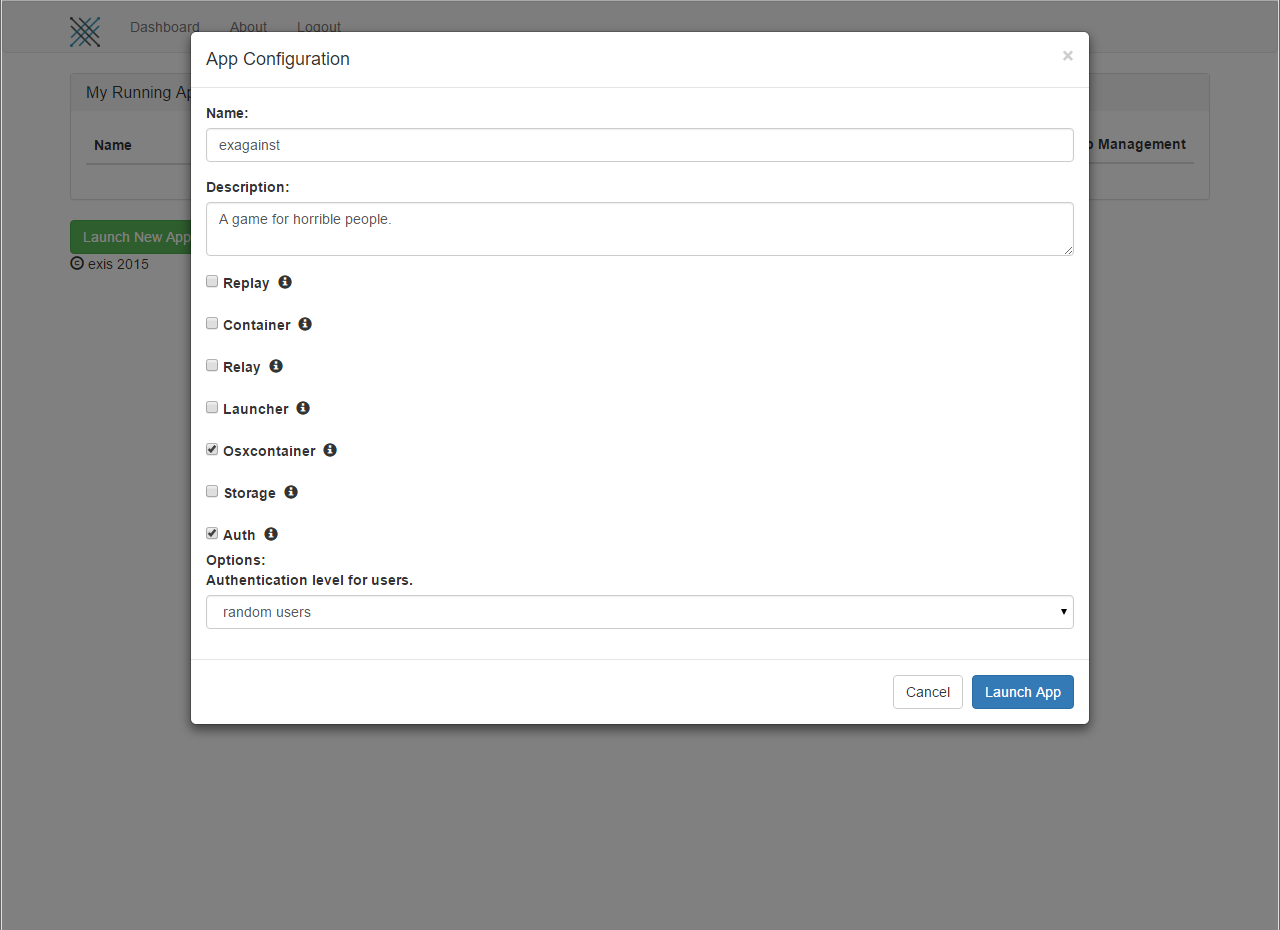 Dashboard About Logout
App Configuration ×
My Running Ap
Name:
exagainst
Name
Management
Description:
A game for horrible people.
Launch New App
© exis 2015
Replay
Container
Relay
Launcher
Osxcontainer
Storage
Auth
Options:
Authentication level for users.
random users
Cancel Launch App